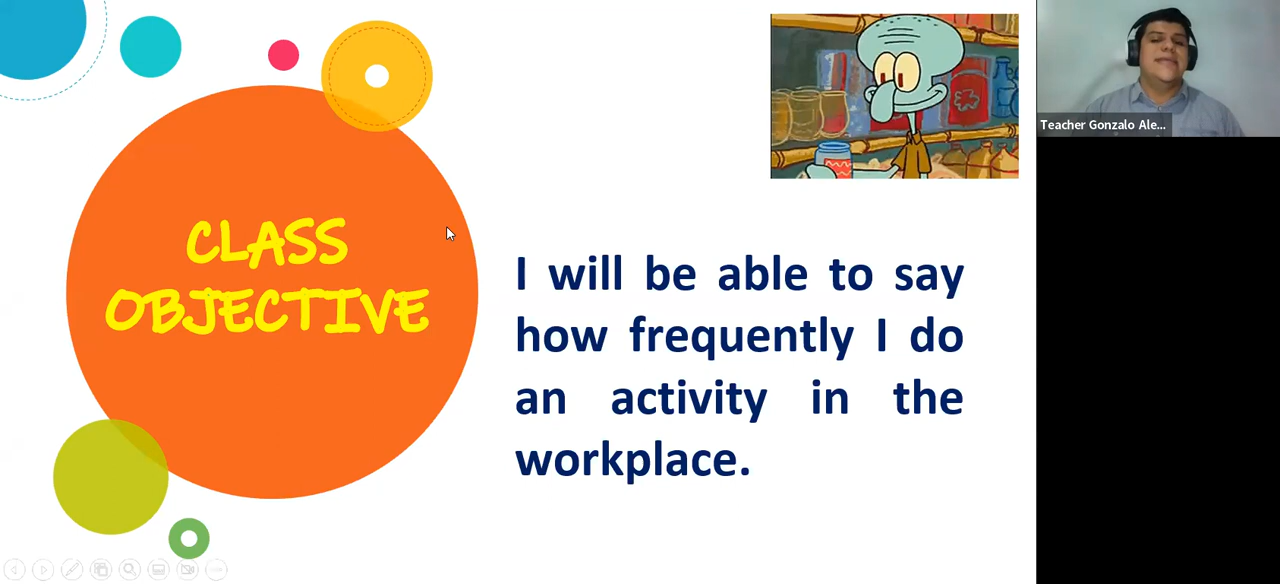 CLASS
OBJECTIVE
I will be able to say
how frequently I do
an activity in the
workplace.
Teacher Gonzalo Ale...